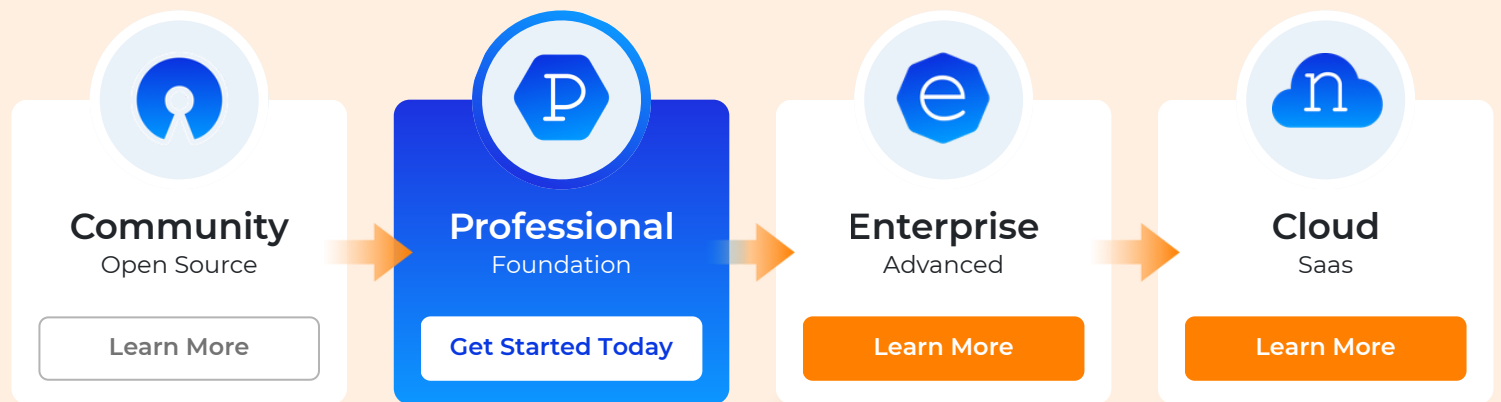 P
e
n
Community
Open Source
Learn More
Professional
Foundation
Get Started Today
Enterprise
Advanced
Learn More
Cloud
Saas
Learn More